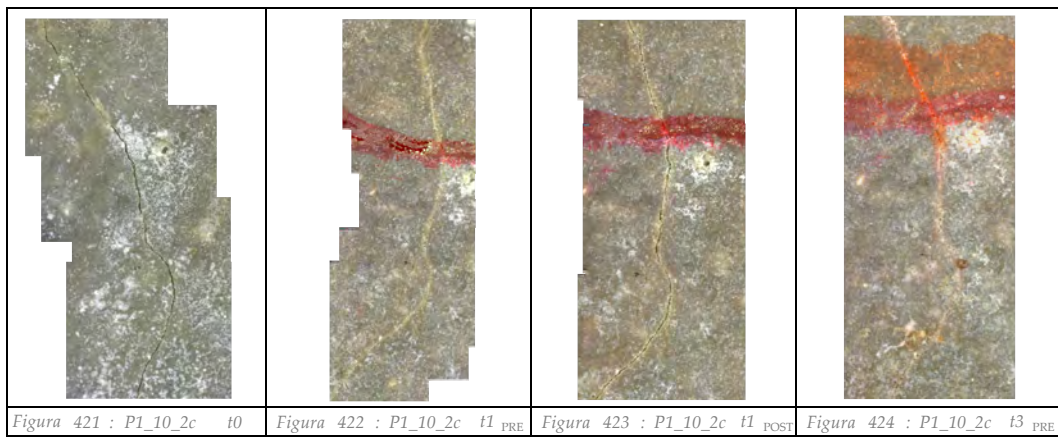 Figura 421 : P1_10_2c t0
Figura 422 : P1_10_2c t1 PRE
Figura 423 : P1_10_2c t1 POST
Figura 424 : P1_10_2c t3 PRE